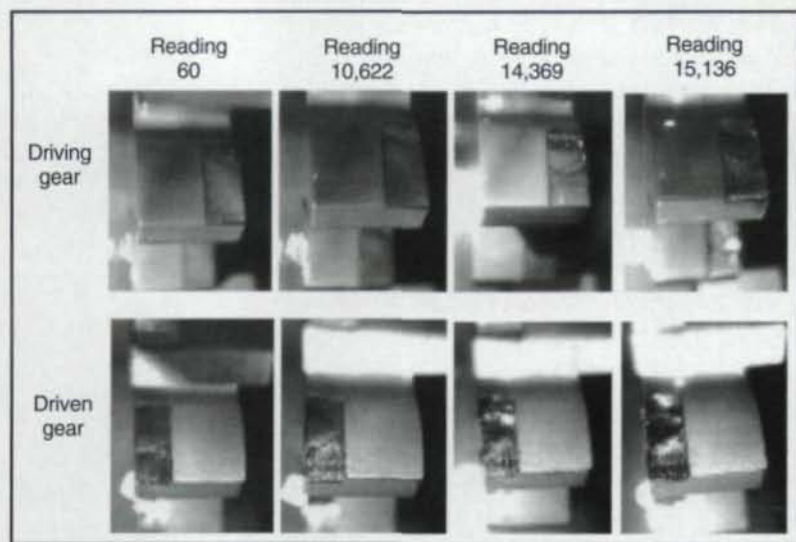 Reading
60
Reading
10,622
Reading
14,369
Reading
15,136
Driving
gear
Driven
gear